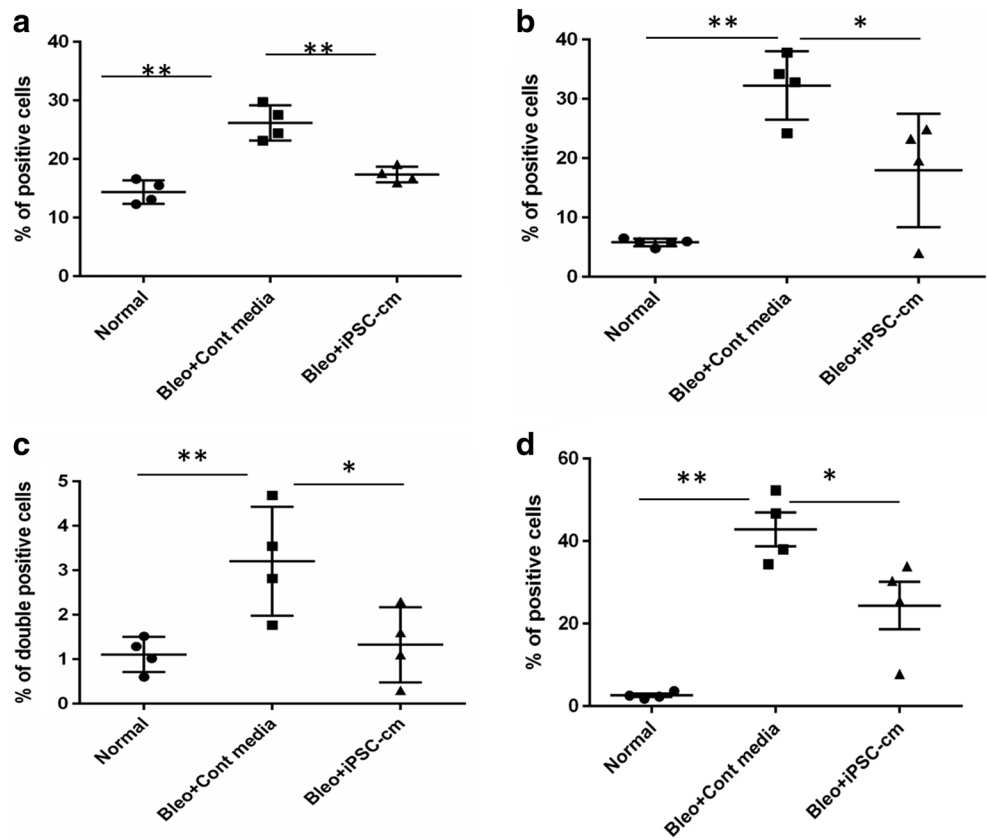 a
**
**
% of positive cells
40
30
20
10
0
Normal
Bleo+Cont media
Bleo+iPSC-cm
b
**
*
% of positive cells
40
30
20
10
0
Normal
Bleo+Cont media
Bleo+iPSC-cm
c
**
*
% of double positive cells
5
4
3
2
1
0
Normal
Bleo+Cont media
Bleo+iPSC-cm
d
**
*
% of positive cells
60
40
20
0
Normal
Bleo+Cont media
Bleo+iPSC-cm